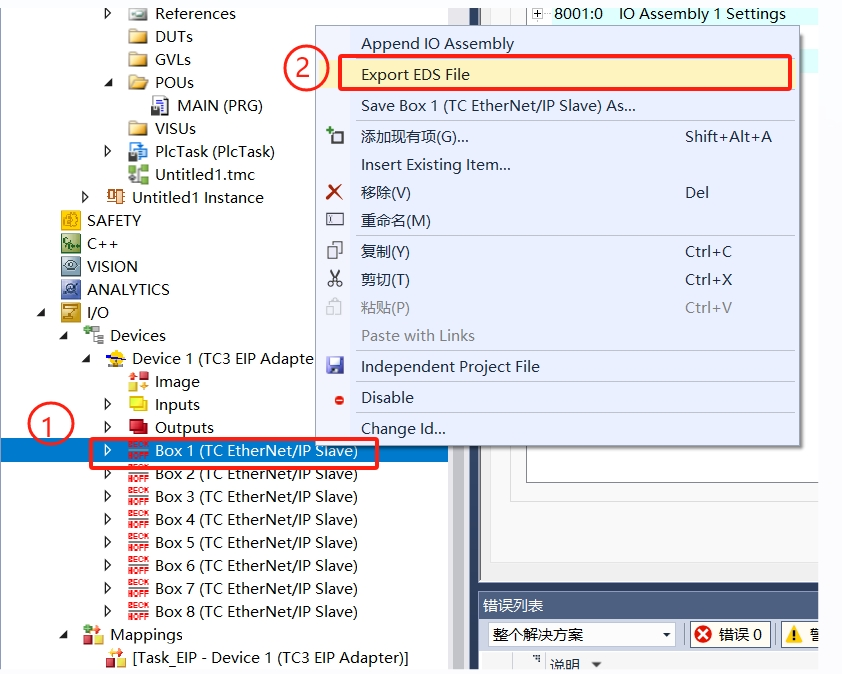 References
8001:0 IO Assembly 1 Settings
DUTs
GVLs
POUs
MAIN (PRG)
VISUs
PlcTask (PlcTask)
Untitled1.tmc
Untitled1 Instance
SAFETY
C++
VISION
ANALYTICS
I/O
Devices
Device 1 (TC3 EIP Adapte
Image
Inputs
Outputs
1
Box 1 (TC EtherNet/IP Slave)
Box 2 (TC EtherNet/IP Slave)
Box 3 (TC EtherNet/IP Slave)
Box 4 (TC EtherNet/IP Slave)
Box 5 (TC EtherNet/IP Slave)
Box 6 (TC EtherNet/IP Slave)
Box 7 (TC EtherNet/IP Slave)
Box 8 (TC EtherNet/IP Slave)
Mappings
[Task_EIP - Device 1 (TC3 EIP Adapter)]
Append IO Assembly
2
Export EDS File
Save Box 1 (TC EtherNet/IP Slave) As...
添加现有项(G)... Shift+Alt+A
Insert Existing Item...
移除(V) Del
重命名(M)
复制(Y) Ctrl+C
剪切(T) Ctrl+X
粘贴(P) Ctrl+V
Paste with Links
Independent Project File
Disable
Change Id...
错误列表
整个解决方案 错误 0
说明